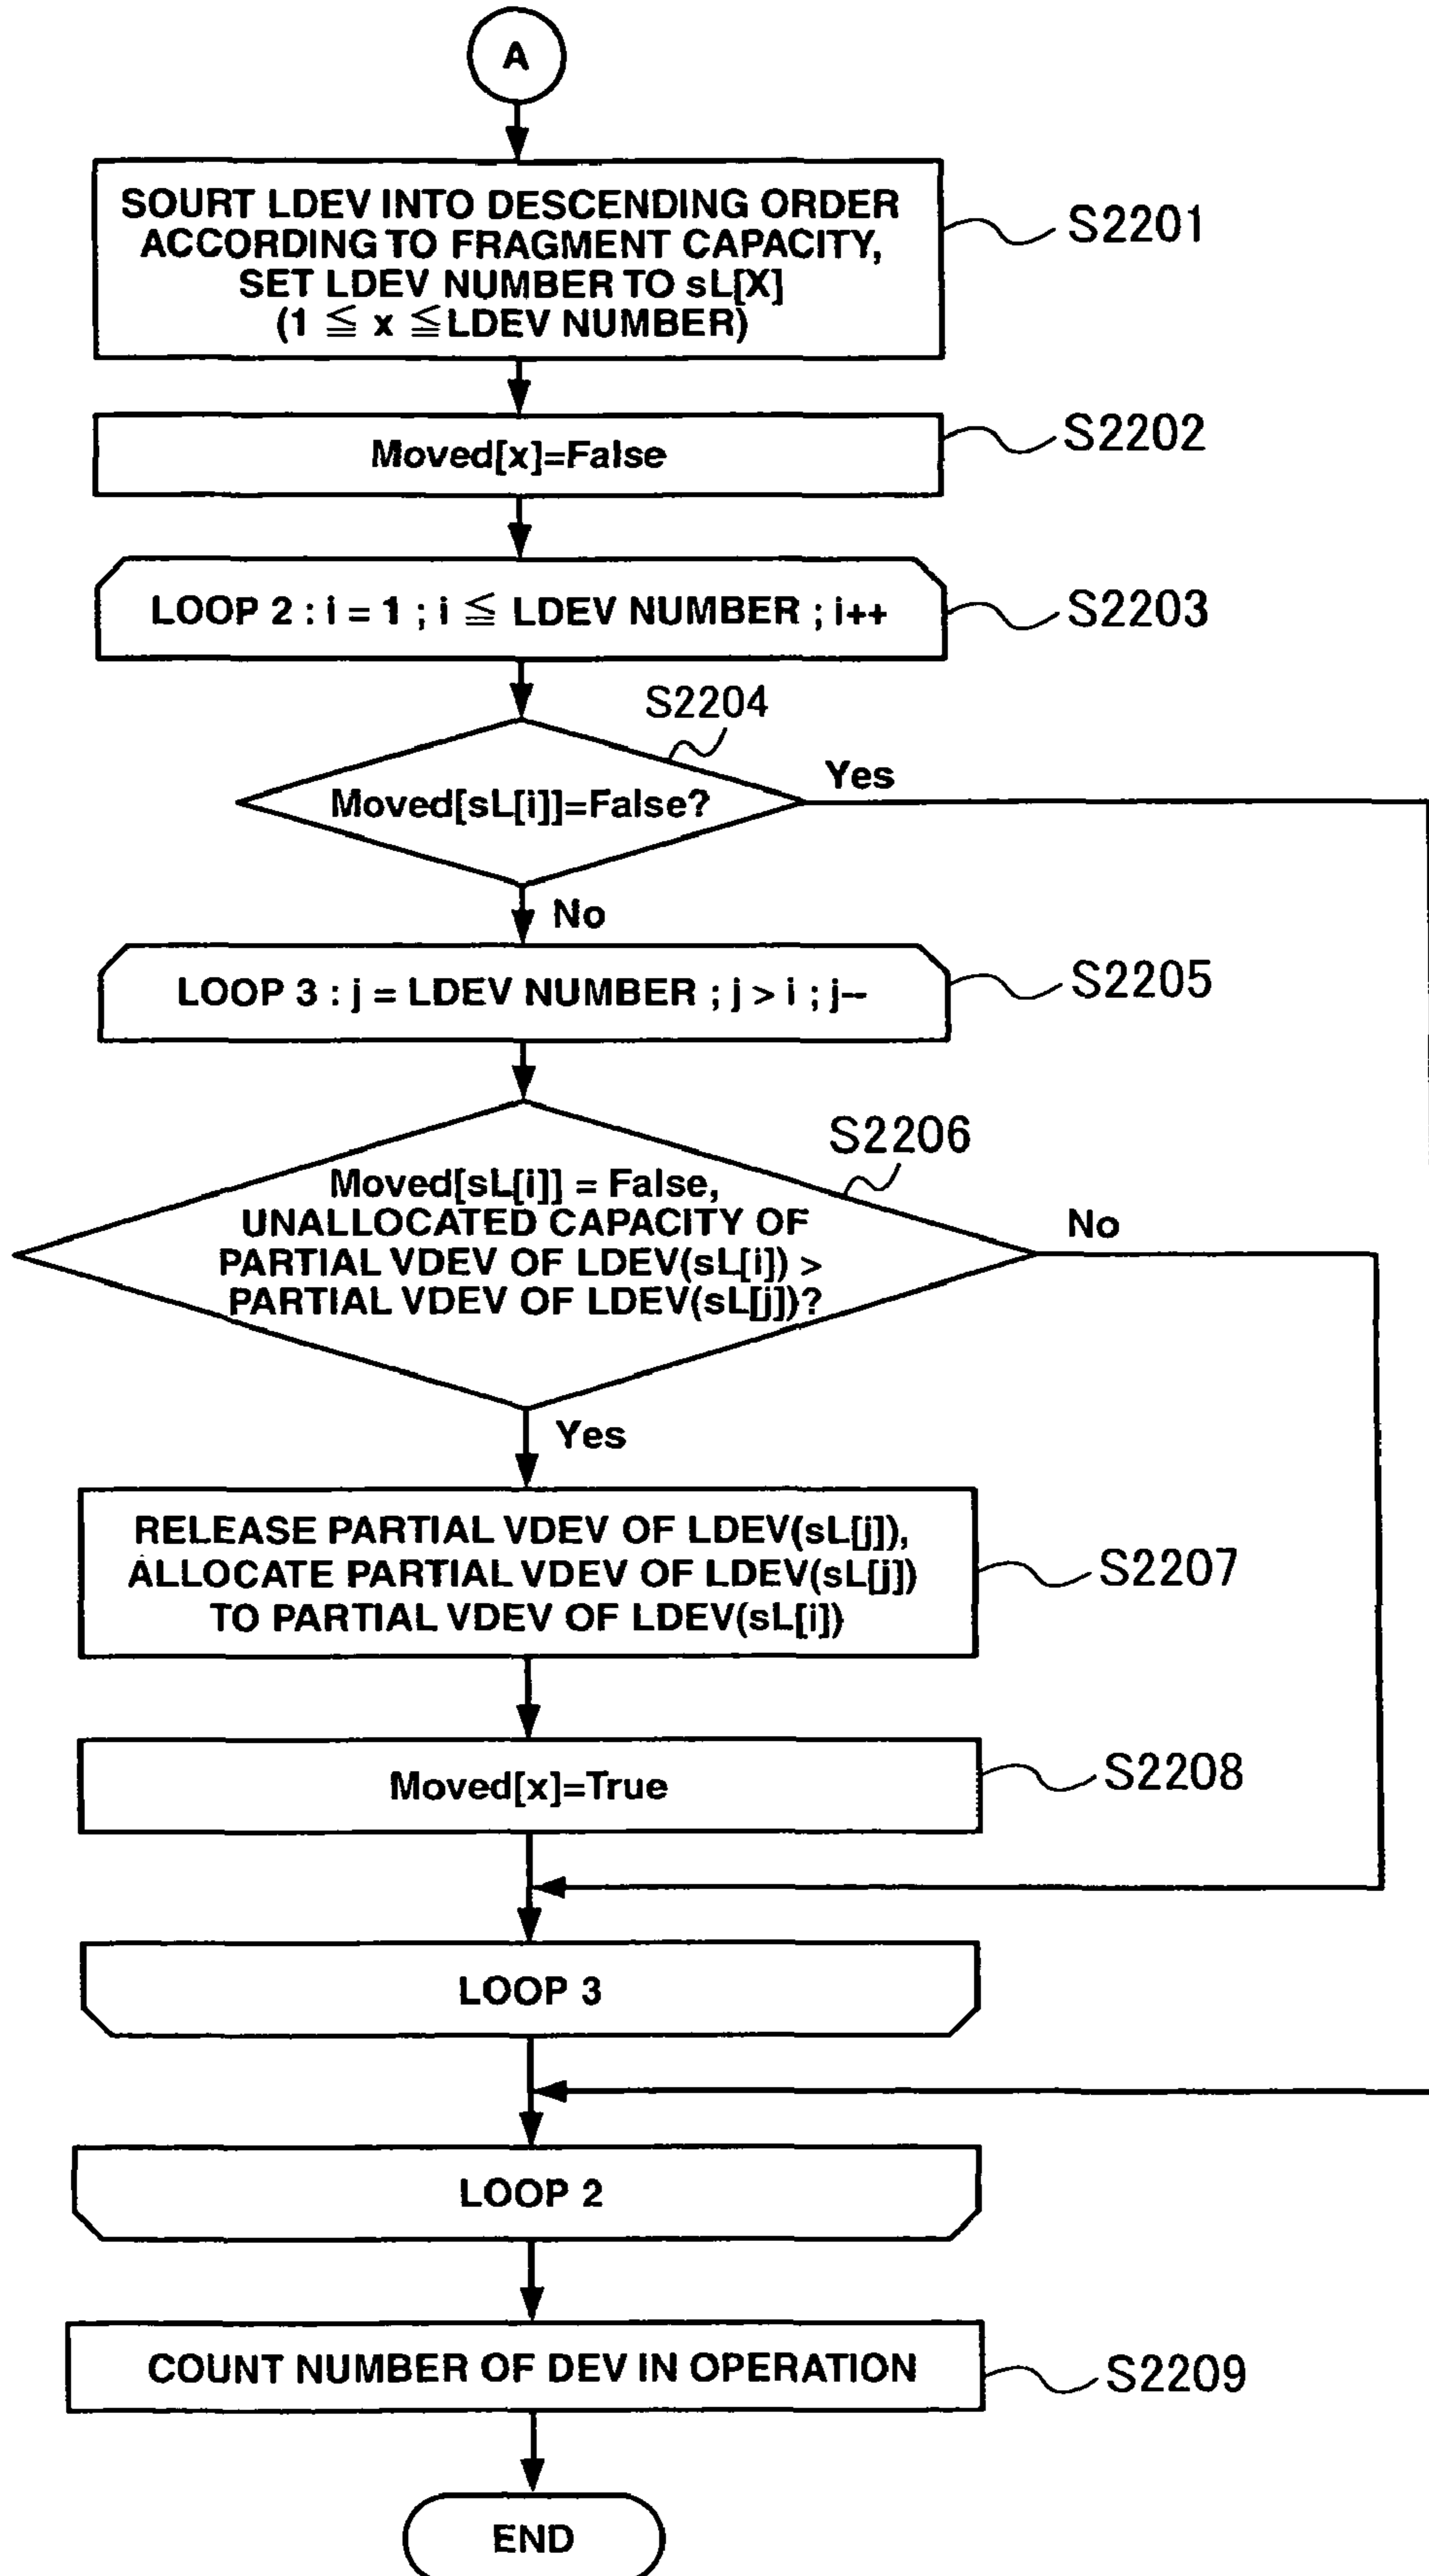 A
SOURT LDEV INTO DESCENDING ORDER
ACCORDING TO FRAGMENT CAPACITY,
SET LDEV NUMBER TO sL[X]
(1 ≦ x ≦LDEV NUMBER)
S2201
Moved[x]=False
S2202
LOOP 2 : i = 1 ; i ≦ LDEV NUMBER ; i++
S2203
S2204
Moved[sL[i]]=False?
Yes
No
LOOP 3 : j = LDEV NUMBER ; j > i ; j--
S2205
S2206
Moved[sL[i]] = False,
UNALLOCATED CAPACITY OF
PARTIAL VDEV OF LDEV(sL[i]) >
PARTIAL VDEV OF LDEV(sL[j])?
No
Yes
RELEASE PARTIAL VDEV OF LDEV(sL[j]),
ALLOCATE PARTIAL VDEV OF LDEV(sL[j])
TO PARTIAL VDEV OF LDEV(sL[i])
S2207
Moved[x]=True
S2208
LOOP 3
LOOP 2
COUNT NUMBER OF DEV IN OPERATION
S2209
END